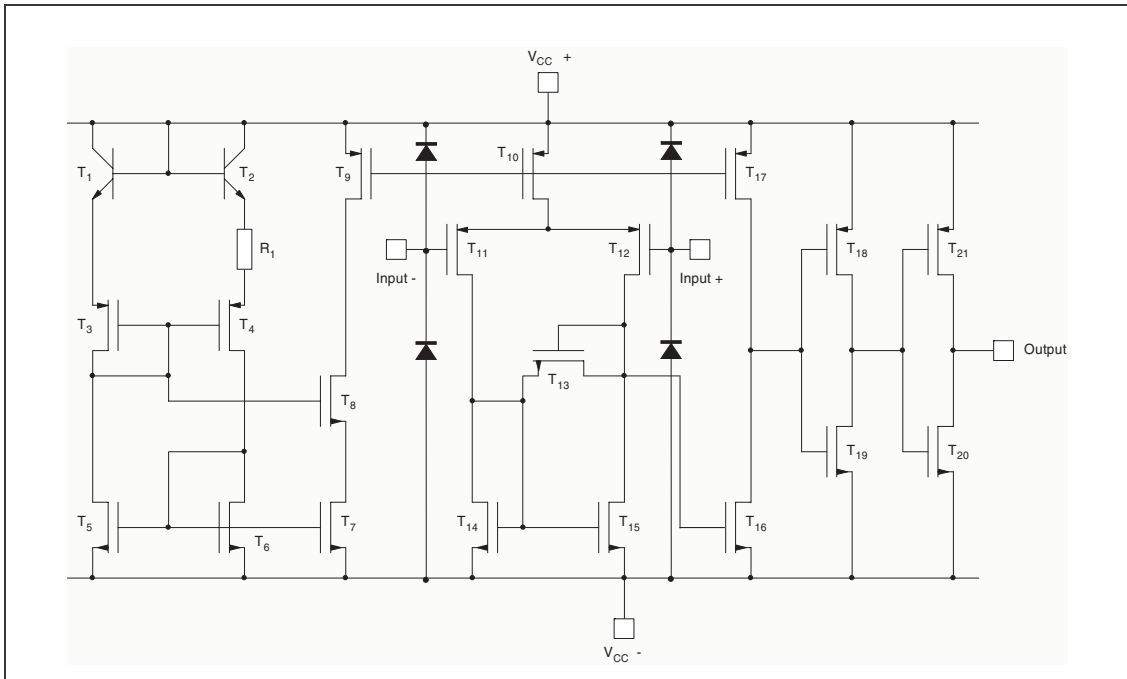 V_CC +
T_1
T_2
T_9
T_10
T_17
R_1
Input -
T_11
T_12
Input +
T_18
T_21
T_3
T_4
Output
T_13
T_8
T_19
T_20
T_5
T_6
T_7
T_14
T_15
T_16
V_CC -